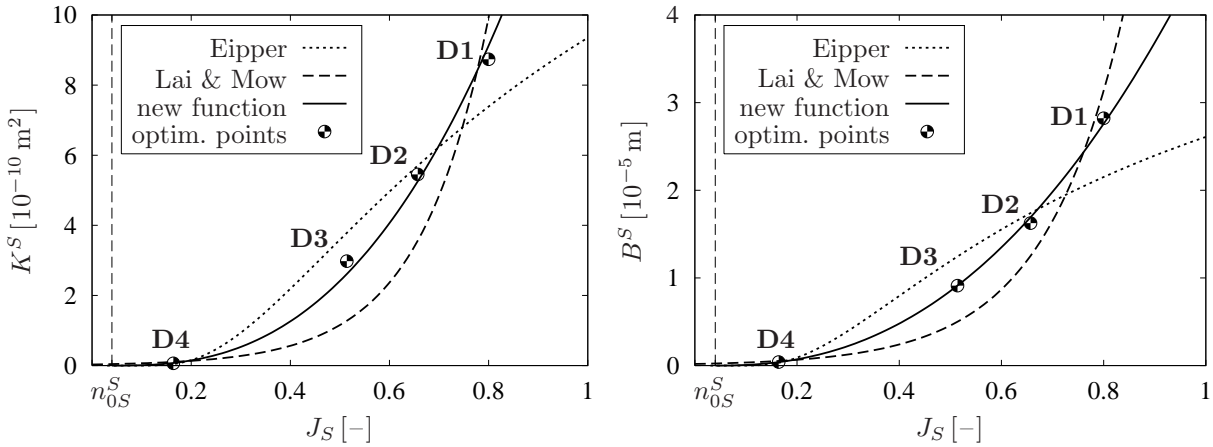 10
8
6
4
2
0
K^S [10^{-10} m^2]
Eipper
Lai & Mow
new function
optim. points
D1
D2
D3
D4
n^S_{0S}
0.2
0.4
0.6
0.8
1
J_S [–]
4
3
2
1
0
B^S [10^{-5} m]
Eipper
Lai & Mow
new function
optim. points
D1
D2
D3
D4
n^S_{0S}
0.2
0.4
0.6
0.8
1
J_S [–]